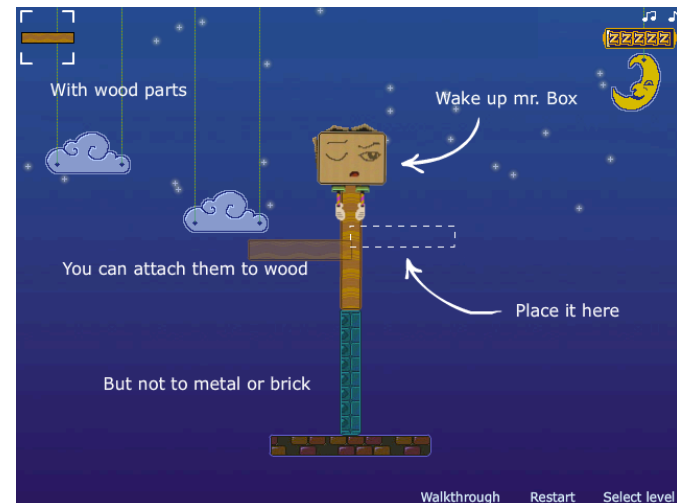 ZZZZZ
With wood parts
Wake up mr. Box
You can attach them to wood
Place it here
But not to metal or brick
Walkthrough Restart Select level